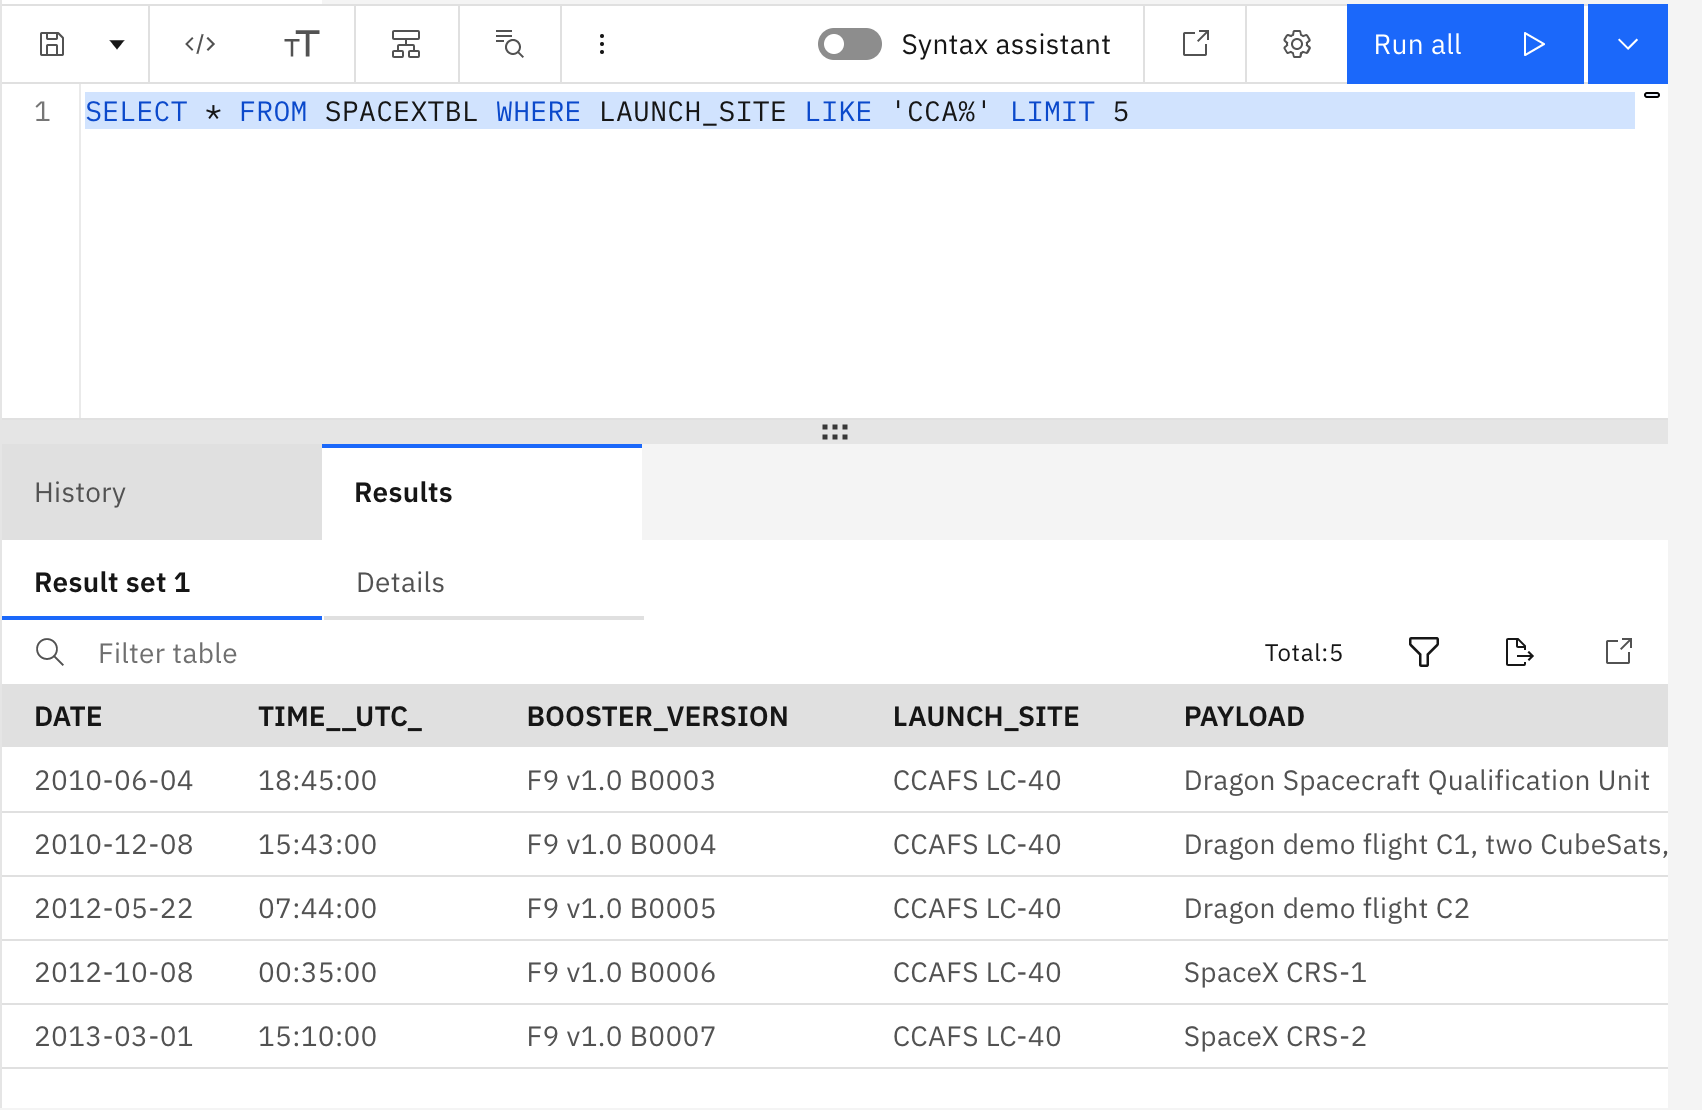 </> TT Syntax assistant Run all
1 SELECT * FROM SPACEXTBL WHERE LAUNCH_SITE LIKE 'CCA%' LIMIT 5
History Results
Result set 1 Details
Filter table Total:5
DATE TIME__UTC_ BOOSTER_VERSION LAUNCH_SITE PAYLOAD
2010-06-04 18:45:00 F9 v1.0 B0003 CCAFS LC-40 Dragon Spacecraft Qualification Unit
2010-12-08 15:43:00 F9 v1.0 B0004 CCAFS LC-40 Dragon demo flight C1, two CubeSats,
2012-05-22 07:44:00 F9 v1.0 B0005 CCAFS LC-40 Dragon demo flight C2
2012-10-08 00:35:00 F9 v1.0 B0006 CCAFS LC-40 SpaceX CRS-1
2013-03-01 15:10:00 F9 v1.0 B0007 CCAFS LC-40 SpaceX CRS-2